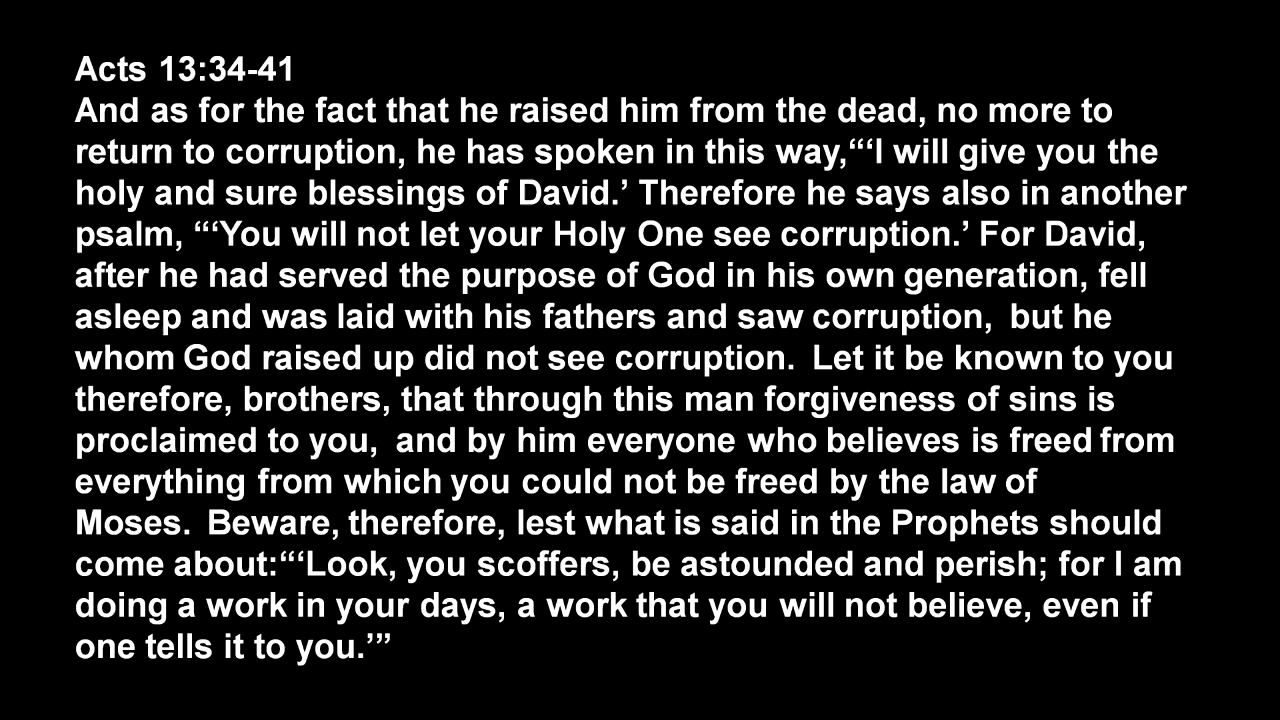 Acts 13:34-41
And as for the fact that he raised him from the dead, no more to
return to corruption, he has spoken in this way,“‘I will give you the
holy and sure blessings of David.’ Therefore he says also in another
psalm, “‘You will not let your Holy One see corruption.’ For David,
after he had served the purpose of God in his own generation, fell
asleep and was laid with his fathers and saw corruption,  but he
whom God raised up did not see corruption.  Let it be known to you
therefore, brothers, that through this man forgiveness of sins is
proclaimed to you,  and by him everyone who believes is freed from
everything from which you could not be freed by the law of
Moses.  Beware, therefore, lest what is said in the Prophets should
come about:“‘Look, you scoffers, be astounded and perish; for I am
doing a work in your days, a work that you will not believe, even if
one tells it to you.’”